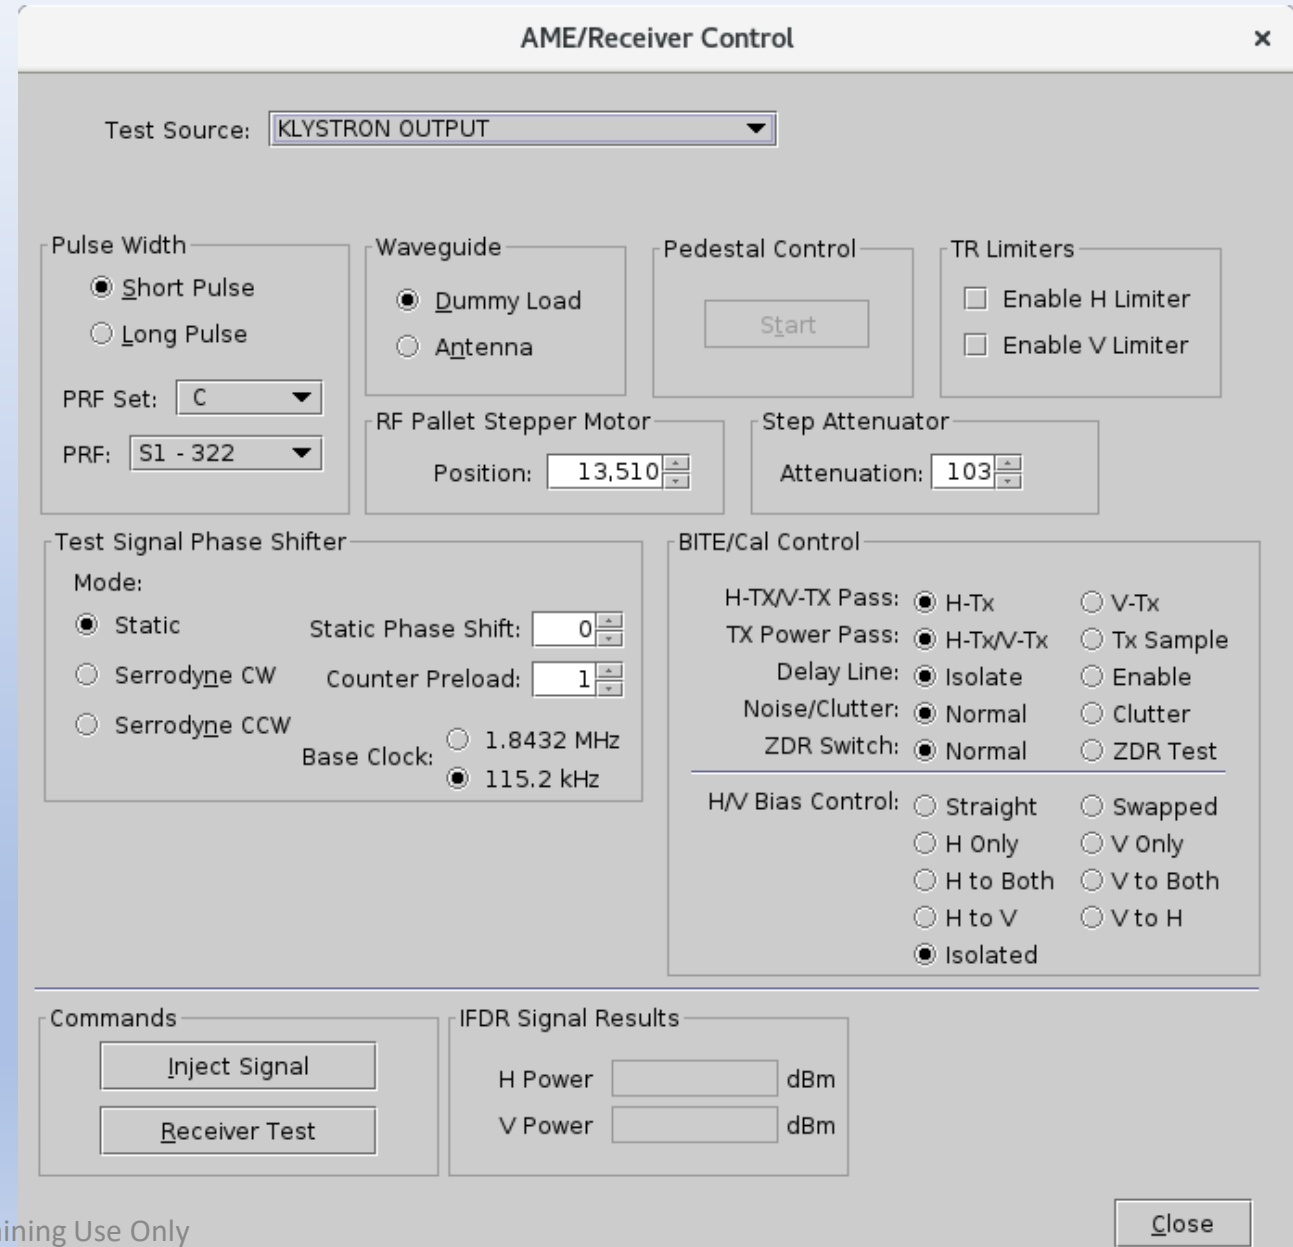 AME/Receiver Control ×
Test Source: KLYSTRON OUTPUT
Pulse Width
Short Pulse
Long Pulse
PRF Set: C
PRF: S1 - 322
Waveguide
Dummy Load
Antenna
Pedestal Control
Start
TR Limiters
Enable H Limiter
Enable V Limiter
RF Pallet Stepper Motor
Position: 13,510
Step Attenuator
Attenuation: 103
Test Signal Phase Shifter
Mode:
Static
Serrodyne CW
Serrodyne CCW
Static Phase Shift: 0
Counter Preload: 1
Base Clock: 1.8432 MHz
115.2 kHz
BITE/Cal Control
H-TX/V-TX Pass: H-Tx V-Tx
TX Power Pass: H-Tx/V-Tx Tx Sample
Delay Line: Isolate Enable
Noise/Clutter: Normal Clutter
ZDR Switch: Normal ZDR Test
H/V Bias Control: Straight Swapped
H Only V Only
H to Both V to Both
H to V V to H
Isolated
Commands
Inject Signal
Receiver Test
IFDR Signal Results
H Power dBm
V Power dBm
Use Only
Close